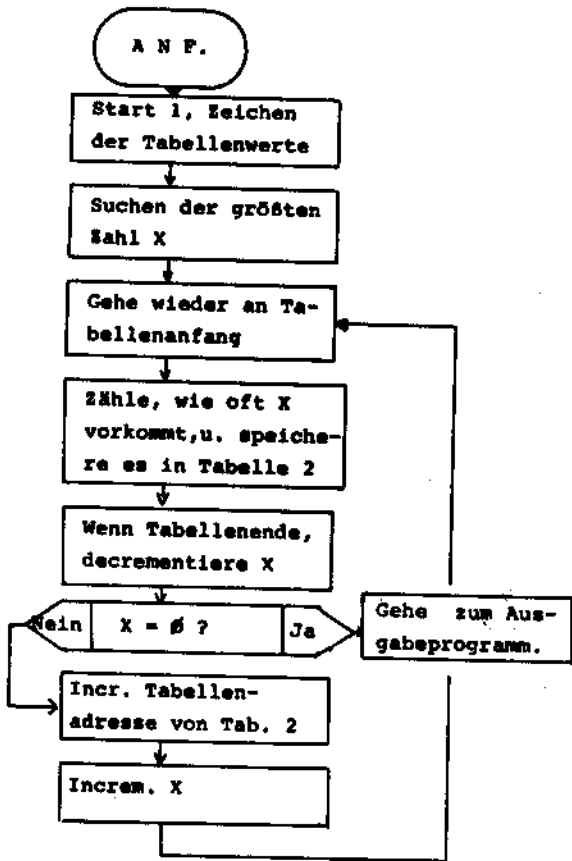 A N F.
Start 1, Zeichen
der Tabellenwerte
Suchen der größten
Zahl X
Gehe wieder an Ta-
bellenanfang
Zähle, wie oft X
vorkommt,u. speiche-
re es in Tabelle 2
Wenn Tabellenende,
decrementiere X
Nein
X = Ø ?
Ja
Gehe zum Aus-
gabeprogramm.
Incr. Tabellen-
adresse von Tab. 2
Increm. X